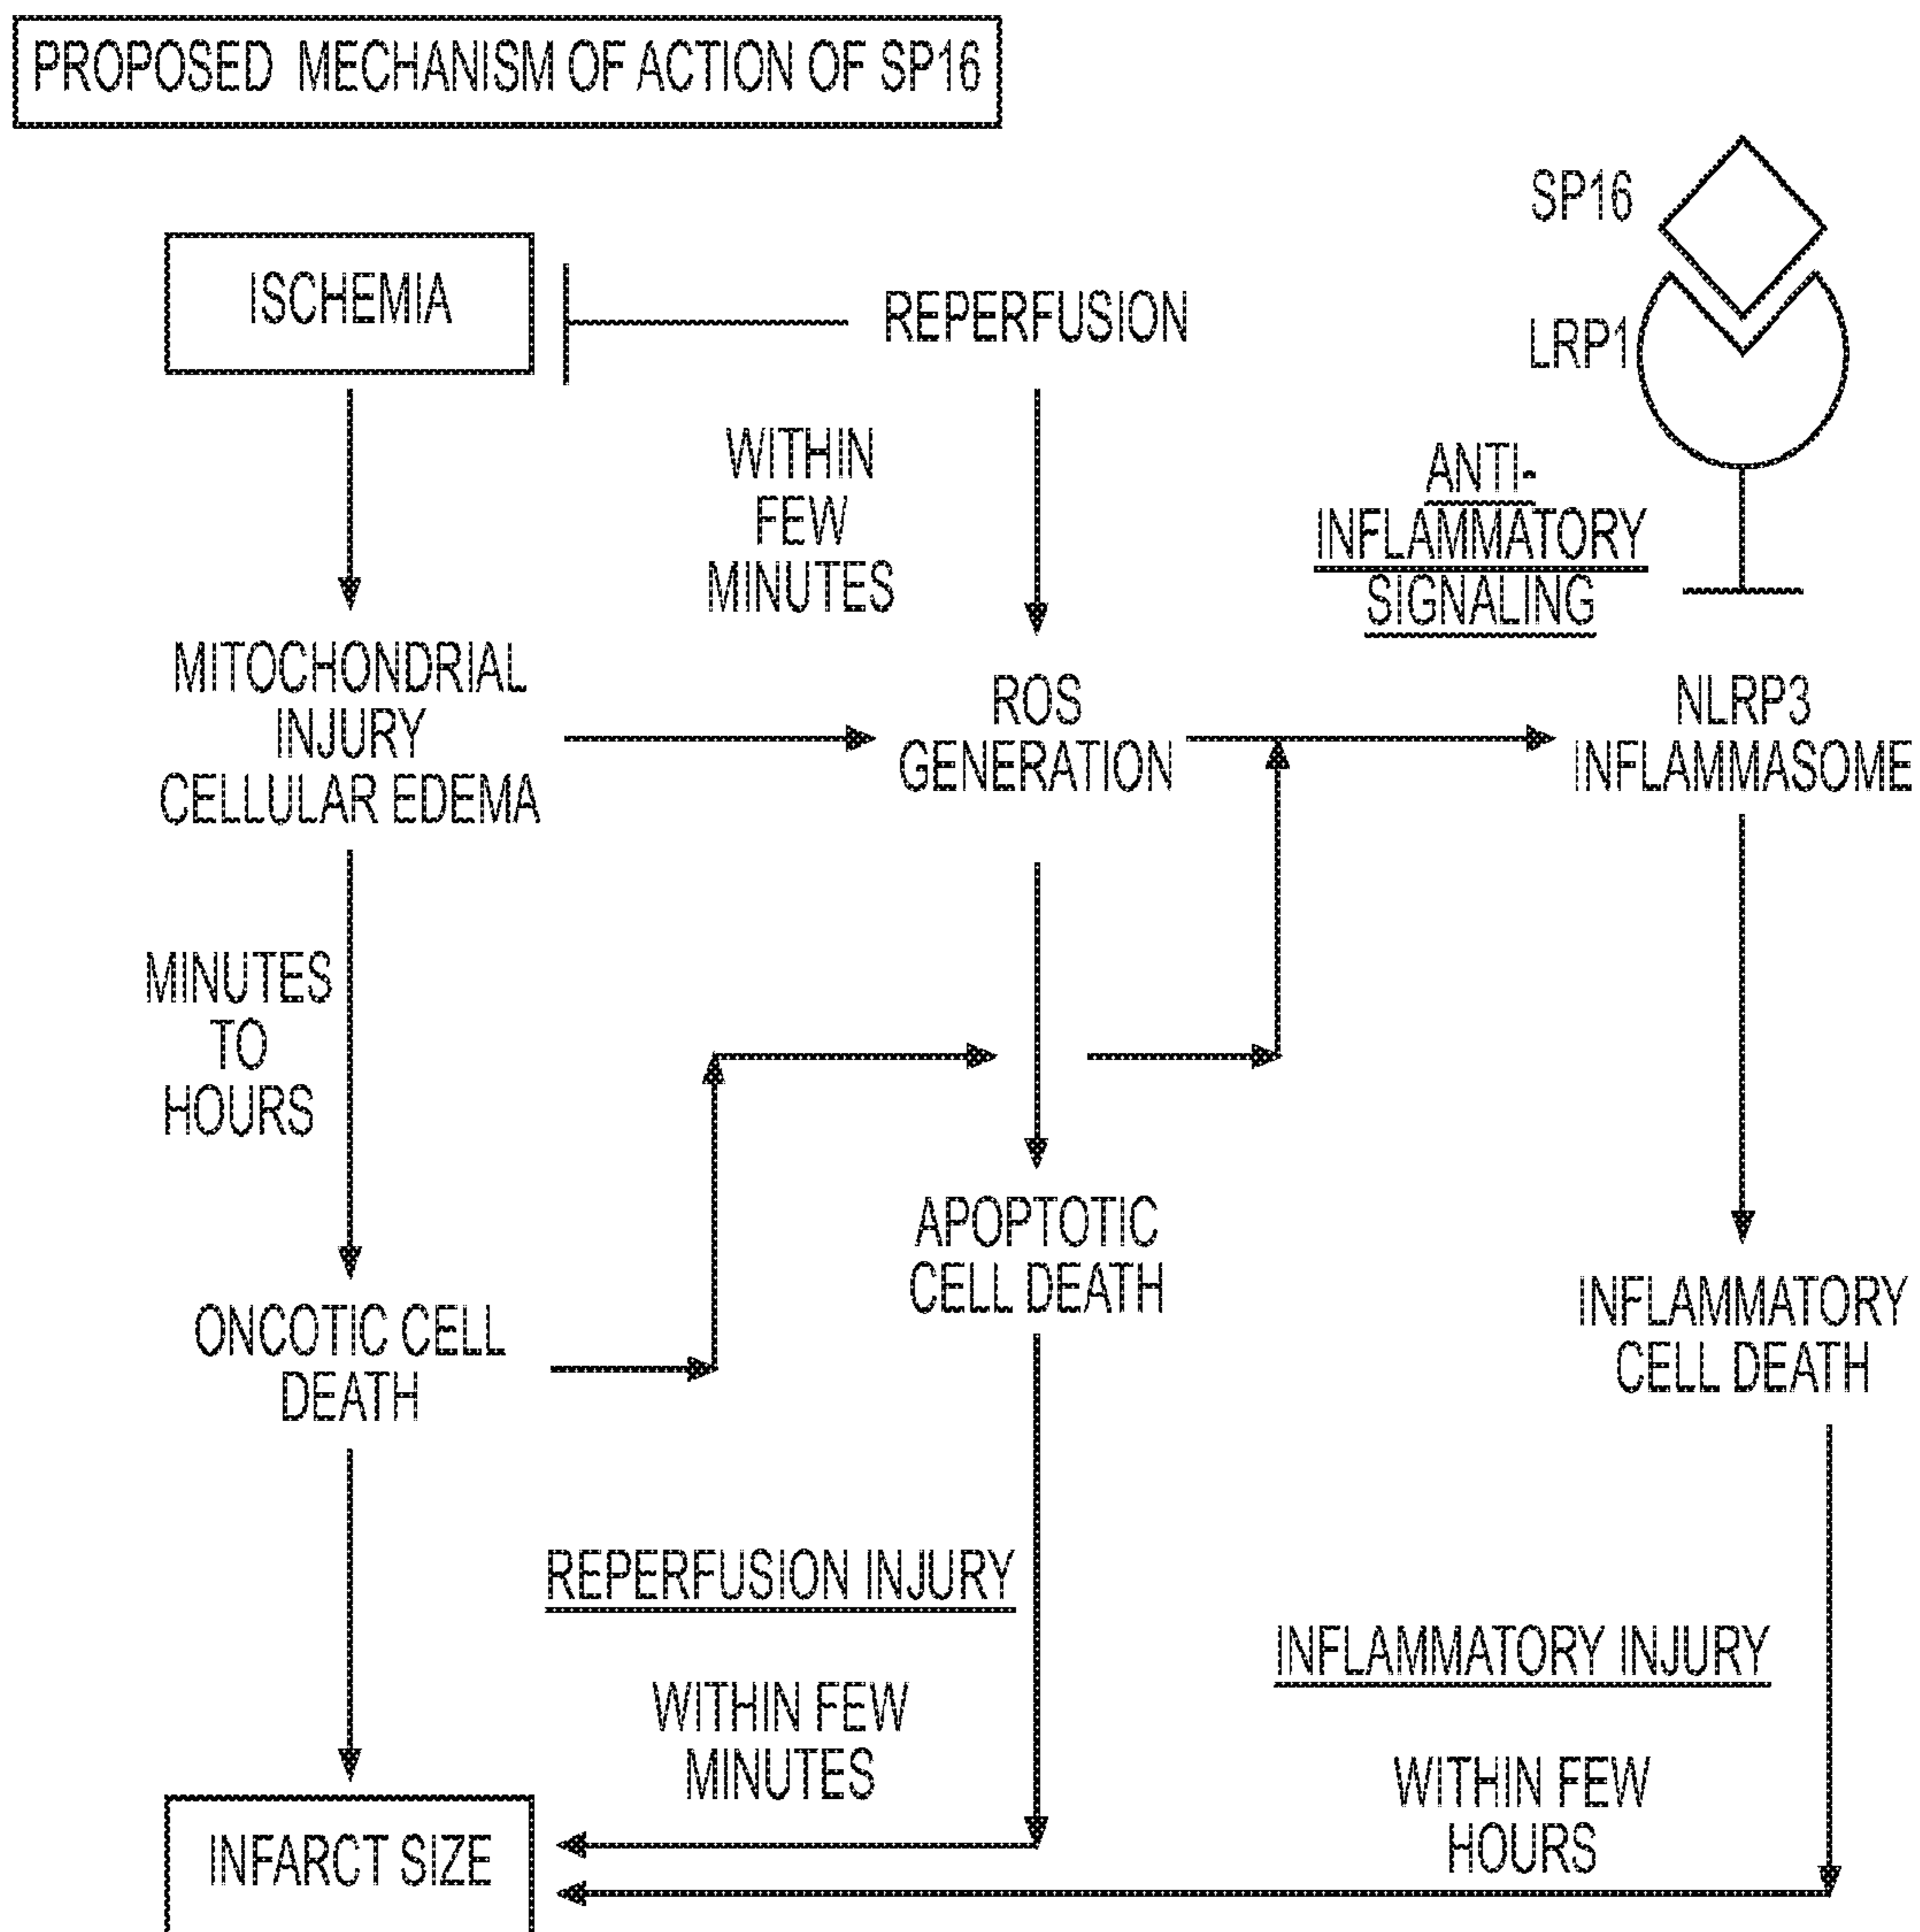 PROPOSED MECHANISM OF ACTION OF SP16
SP16
ISCHEMIA
REPERFUSION
LRP1
WITHIN
FEW
MINUTES
ANTI-
INFLAMMATORY
SIGNALING
MITOCHONDRIAL
INJURY
CELLULAR EDEMA
ROS
GENERATION
NLRP3
INFLAMMASOME
MINUTES
TO
HOURS
APOPTOTIC
CELL DEATH
ONCOTIC CELL
DEATH
INFLAMMATORY
CELL DEATH
REPERFUSION INJURY
WITHIN FEW
MINUTES
INFLAMMATORY INJURY
WITHIN FEW
HOURS
INFARCT SIZE